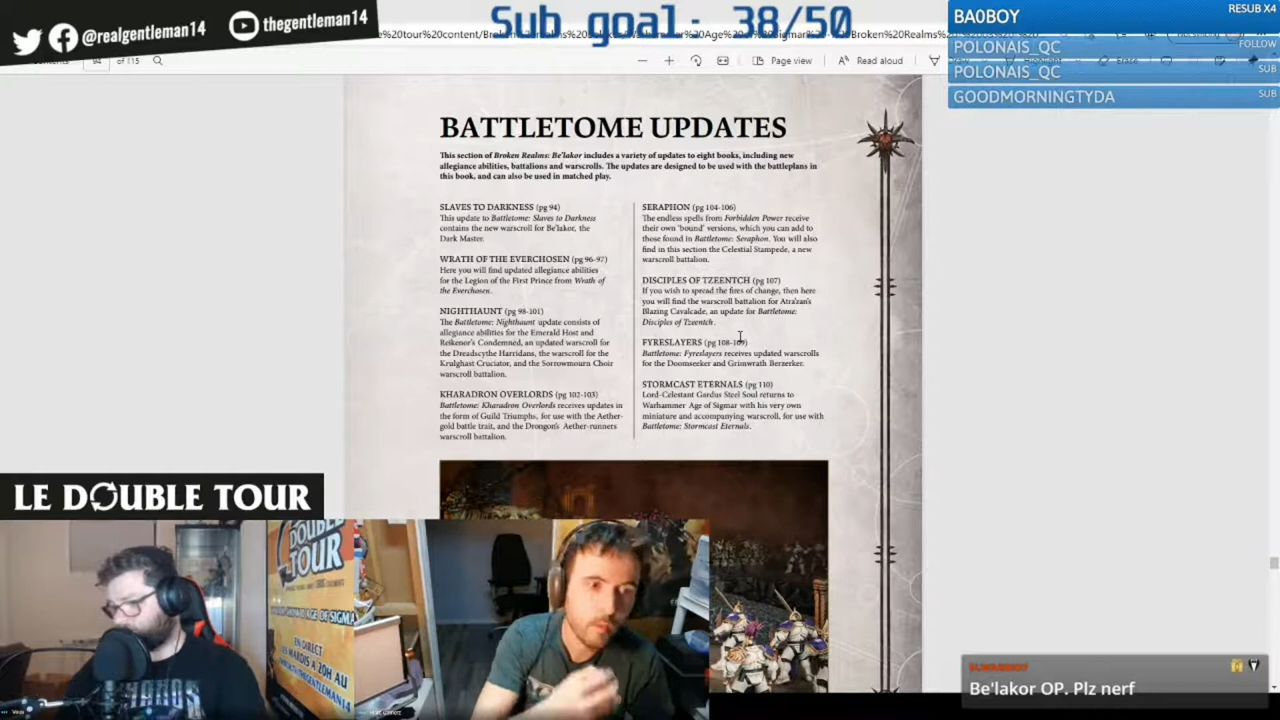 @realgentleman14
thegentleman14
Sub goal: 38/50
BA0BOY
RESUB X4
POLONAIS_QC
FOLLOW
POLONAIS_QC
SUB
GOODMORNINGTYDA
SUB
of 115
Page view
Read aloud
BATTLETOME UPDATES
This section of Broken Realms: Be'lakor includes a variety of updates to eight books, including new
allegiance abilities, battalions and warscrolls. The updates are designed to be used with the battleplans in
this book, and can also be used in matched play.
SLAVES TO DARKNESS (pg 94)
This update to Battletome: Slaves to Darkness
contains the new warscroll for Be'lakor, the
Dark Master.
WRATH OF THE EVERCHOSEN (pg 96-97)
Here you will find updated allegiance abilities
for the Legion of the First Prince from Wrath of
the Everchosen.
NIGHTHAUNT (pg 98-101)
The Battletome: Nighthaunt update consists of
allegiance abilities for the Emerald Host and
Reikenor's Condemned, an updated warscroll for
the Dreadscythe Harridans, the warscroll for the
Krulghast Cruciator, and the Sorrowmourn Choir
warscroll battalion.
KHARADRON OVERLORDS (pg 102-103)
Battletome: Kharadron Overlords receives updates in
the form of Guild Triumphs, for use with the Aether-
gold battle trait, and the Drongon's Aether-runners
warscroll battalion.
SERAPHON (pg 104-106)
The endless spells from Forbidden Power receive
their own 'bound' versions, which you can add to
those found in Battletome: Seraphon. You will also
find in this section the Celestial Stampede, a new
warscroll battalion.
DISCIPLES OF TZEENTCH (pg 107)
If you wish to spread the fires of change, then here
you will find the warscroll battalion for Atra'zan's
Blazing Cavalcade, an update for Battletome:
Disciples of Tzeentch.
FYRESLAYERS (pg 108-109)
Battletome: Fyreslayers receives updated warscrolls
for the Doomseeker and Grimwrath Berzerker.
STORMCAST ETERNALS (pg 110)
Lord-Celestant Gardus Steel Soul returns to
Warhammer Age of Sigmar with his very own
miniature and accompanying warscroll, for use with
Battletome: Stormcast Eternals.
LE DOUBLE TOUR
DOUBLE
TOUR
EN DIRECT
Be'lakor OP. Plz nerf